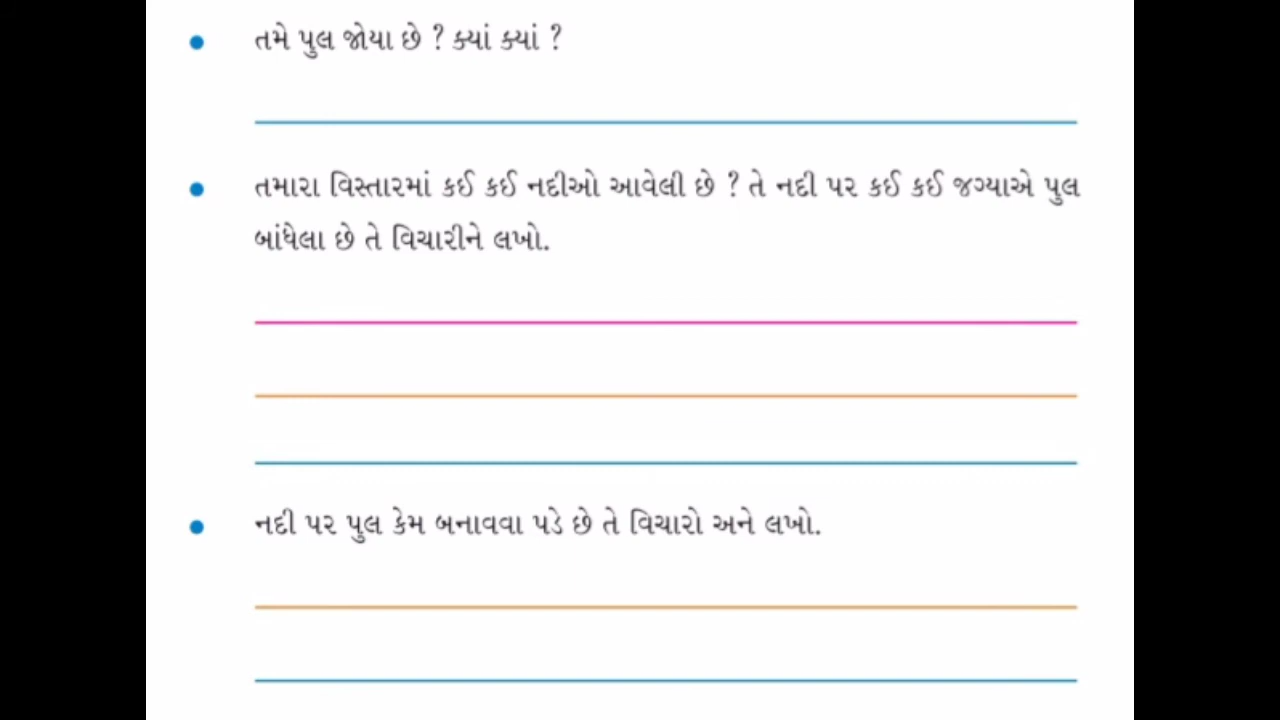 • તમે પુલ જોયા છે ? ક્યાં ક્યાં ?
• તમારા વિસ્તારમાં કઈ કઈ નદીઓ આવેલી છે ? તે નદી પર કઈ કઈ જગ્યાએ પુલ
બાંધેલા છે તે વિચારીને લખો.
• નદી પર પુલ કેમ બનાવવા પડે છે તે વિચારો અને લખો.